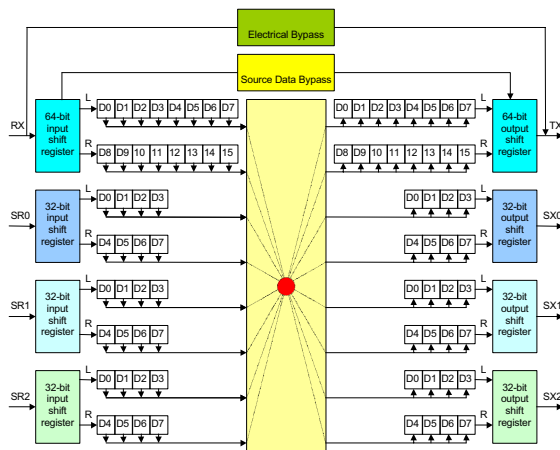 Electrical Bypass
Source Data Bypass
RX
64-bit
input
shift
register
L
D0 D1 D2 D3 D4 D5 D6 D7
R
D8 D9 10 11 12 13 14 15
D0 D1 D2 D3 D4 D5 D6 D7
L
D8 D9 10 11 12 13 14 15
R
64-bit
output
shift
register
TX
SR0
32-bit
input
shift
register
L
D0 D1 D2 D3
R
D4 D5 D6 D7
D0 D1 D2 D3
L
D4 D5 D6 D7
R
32-bit
output
shift
register
SX0
SR1
32-bit
input
shift
register
L
D0 D1 D2 D3
R
D4 D5 D6 D7
D0 D1 D2 D3
L
D4 D5 D6 D7
R
32-bit
output
shift
register
SX1
SR2
32-bit
input
shift
register
L
D0 D1 D2 D3
R
D4 D5 D6 D7
D0 D1 D2 D3
L
D4 D5 D6 D7
R
32-bit
output
shift
register
SX2